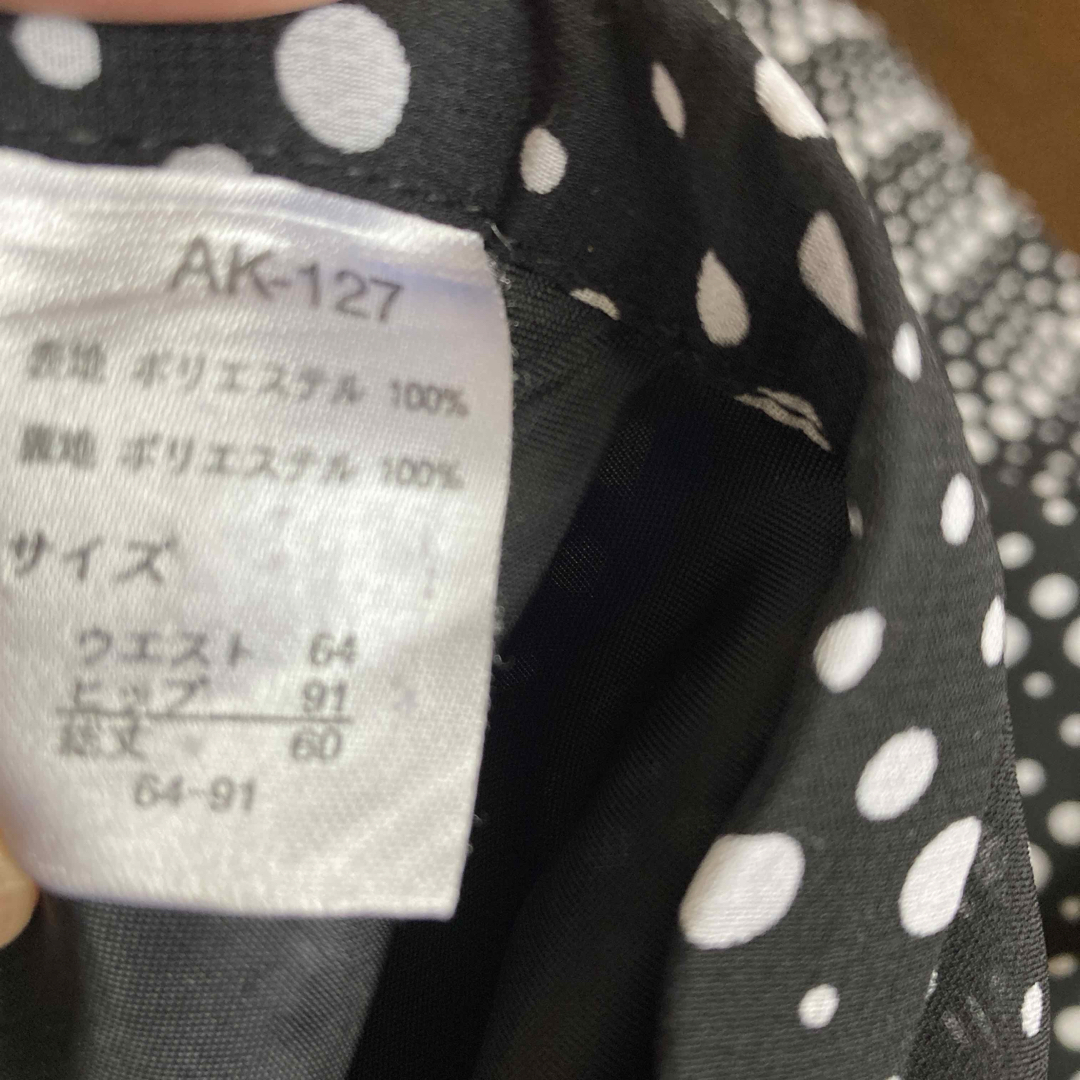 AK-127
表地 ポリエステル 100%
裏地 ポリエステル 100%
サイズ
ウエスト 64
ヒップ 91
総丈 60
64-91